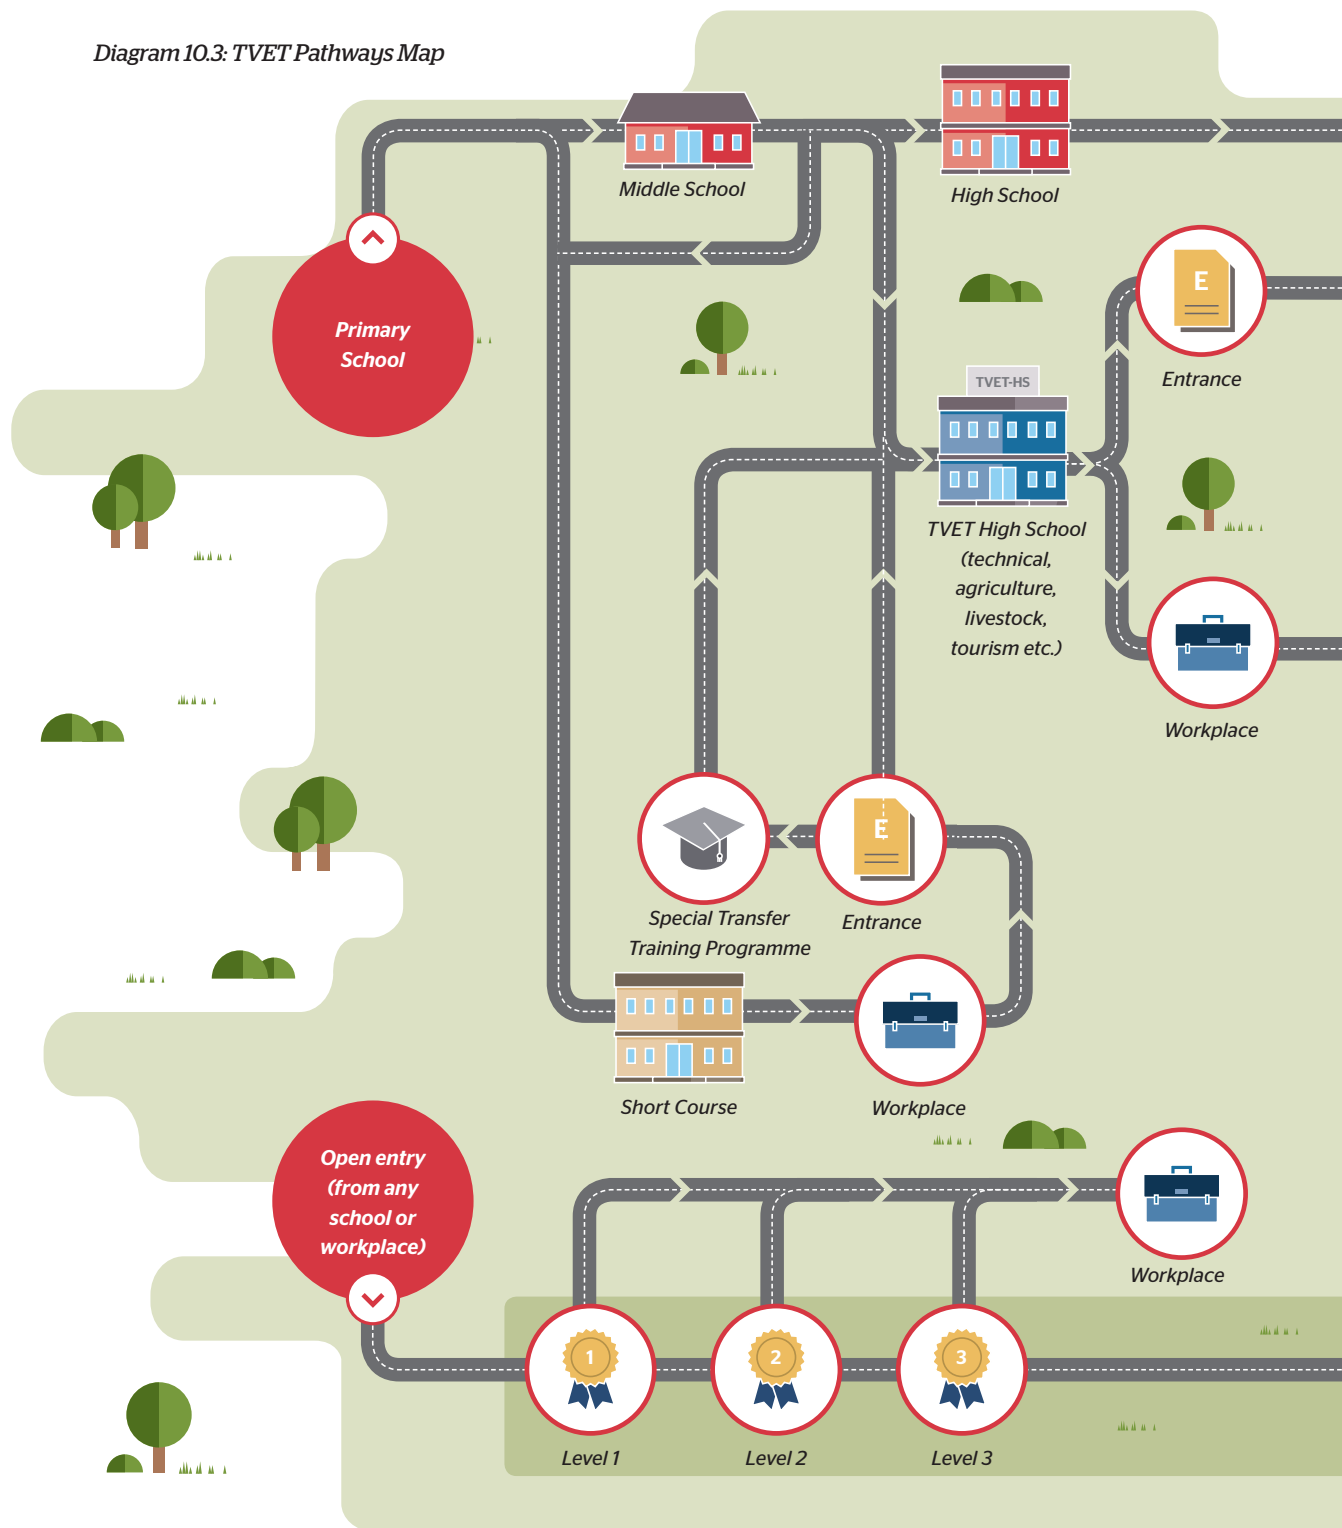 Diagram 10.3: TVET Pathways Map
Middle School
High School
Primary
School
E
Entrance
TVET-HS
TVET High School
(technical,
agriculture,
livestock,
tourism etc.)
Workplace
E
Special Transfer
Training Programme
Entrance
Short Course
Workplace
Open entry
(from any
school or
workplace)
Workplace
1
2
3
Level 1
Level 2
Level 3